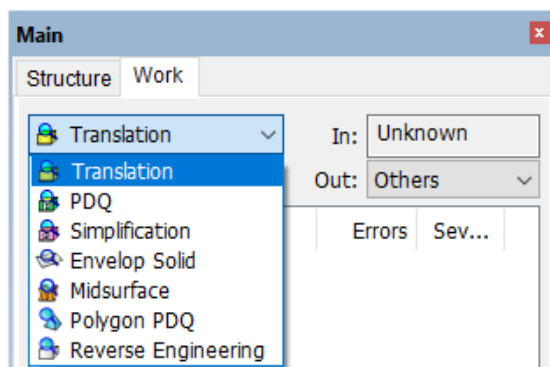 Main
x
Structure Work
Translation In: Unknown
Translation Out: Others
PDQ
Simplification Errors Sev...
Envelop Solid
Midsurface
Polygon PDQ
Reverse Engineering